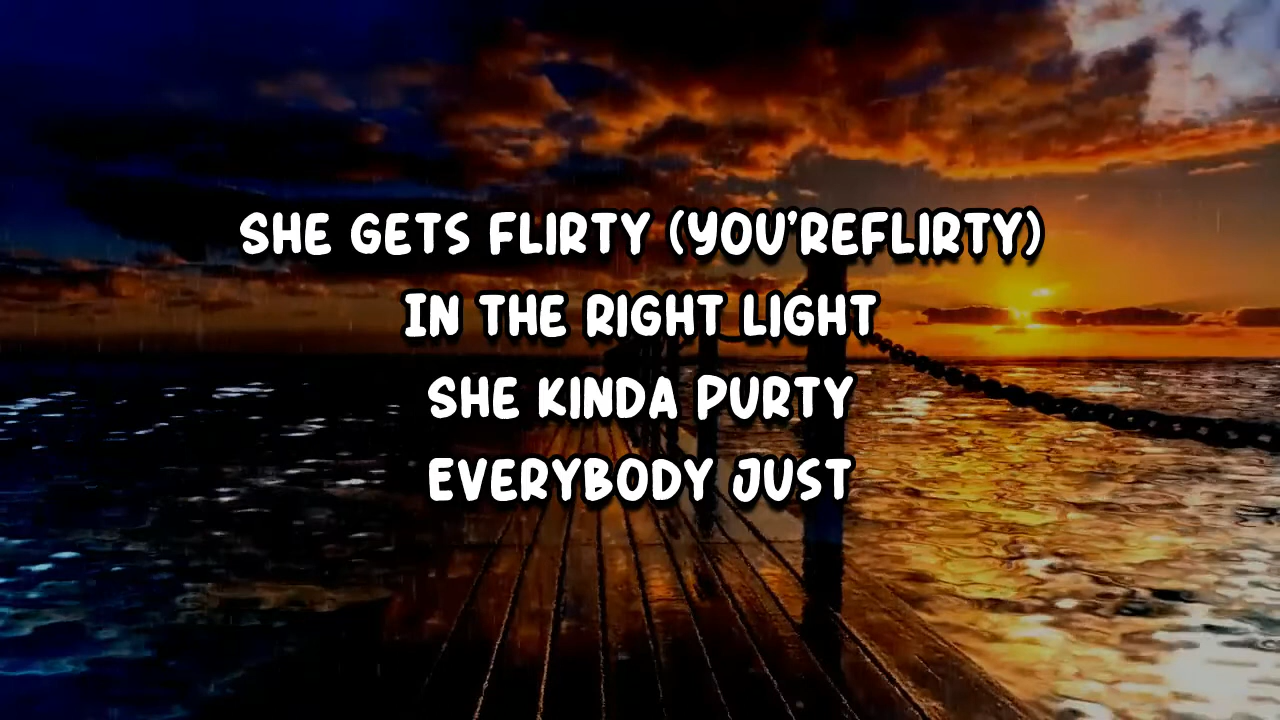 SHE GETS FLIRTY (YOU'REFLIRTY)
IN THE RIGHT LIGHT
SHE KINDA PURTY
EVERYBODY JUST